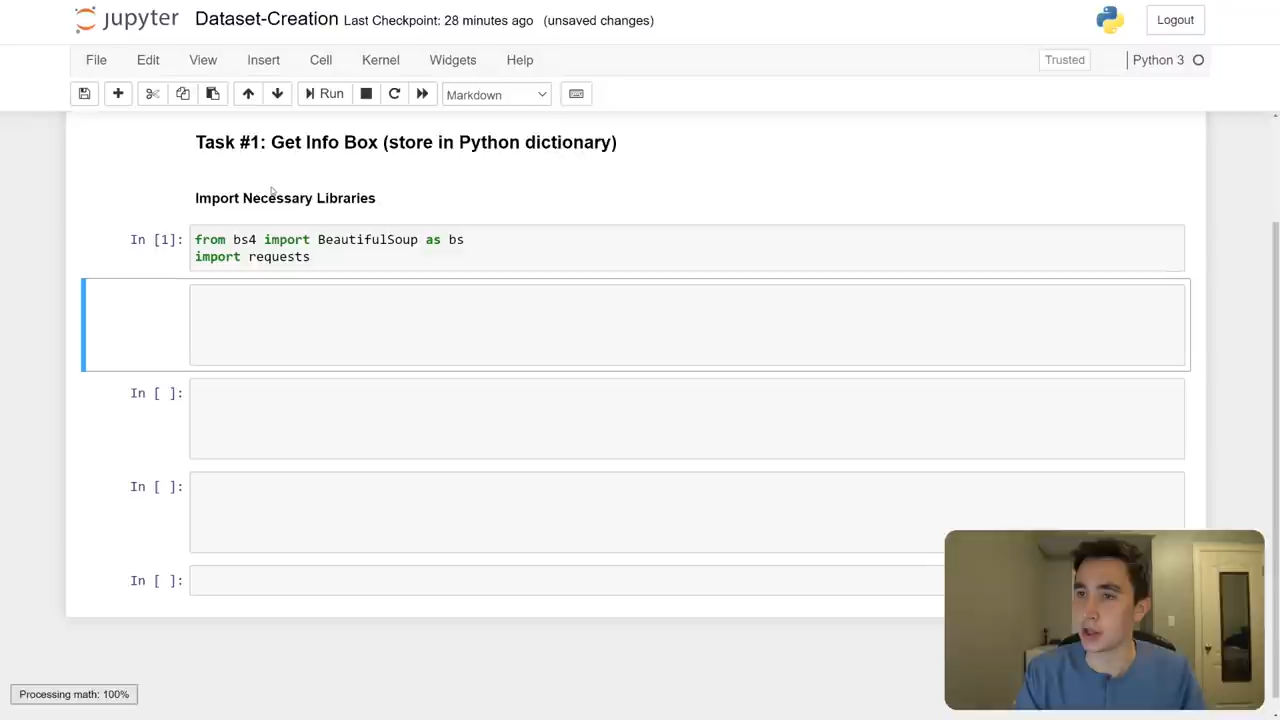 jupyter Dataset-Creation Last Checkpoint: 28 minutes ago (unsaved changes) Logout
File Edit View Insert Cell Kernel Widgets Help Trusted Python 3
Run Markdown
Task #1: Get Info Box (store in Python dictionary)
Import Necessary Libraries
In [1]: from bs4 import BeautifulSoup as bs
import requests
In [ ]:
In [ ]:
In [ ]:
Processing math: 100%